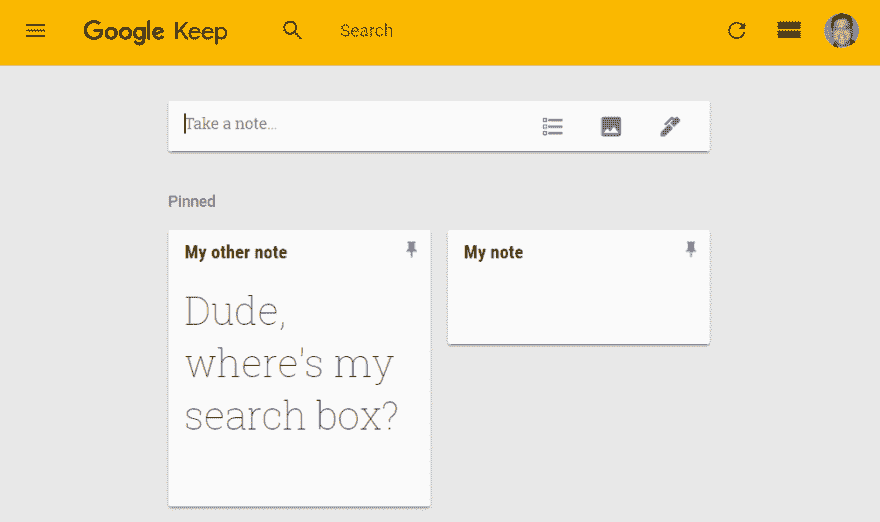 Google Keep
Search
Take a note...
Pinned
My other note
My note
Dude,
where's my
search box?